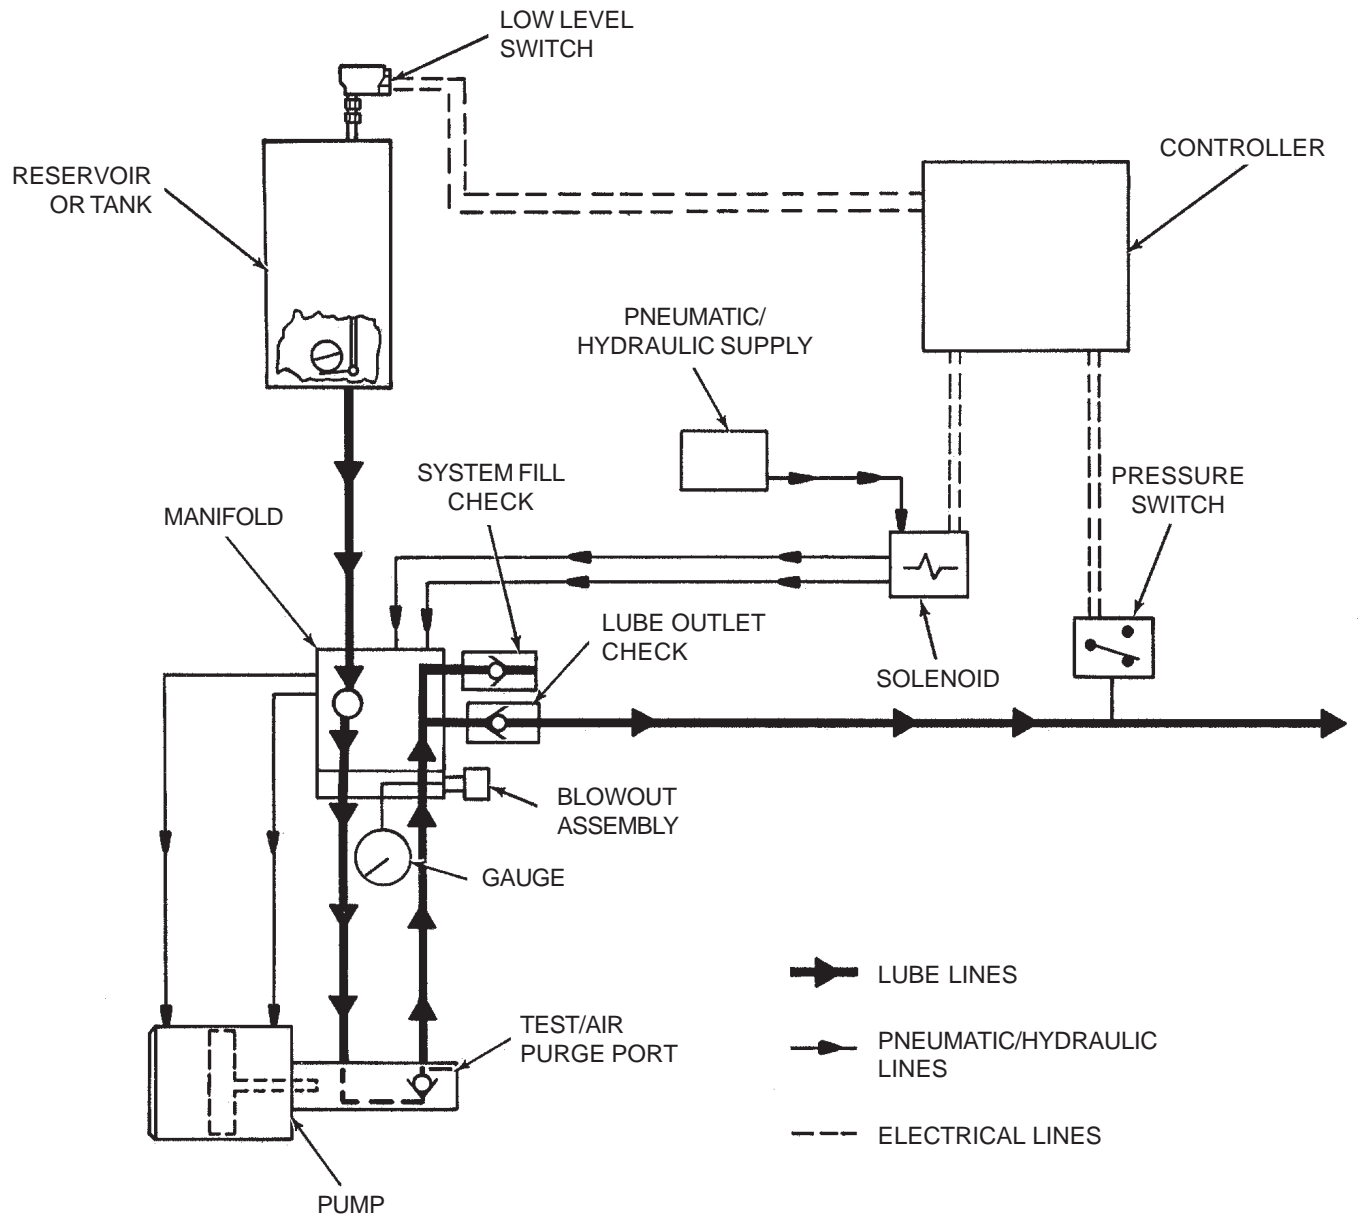 LOW LEVEL
SWITCH
CONTROLLER
RESERVOIR
OR TANK
PNEUMATIC/
HYDRAULIC SUPPLY
SYSTEM FILL
CHECK
PRESSURE
SWITCH
MANIFOLD
LUBE OUTLET
CHECK
SOLENOID
BLOWOUT
ASSEMBLY
GAUGE
LUBE LINES
TEST/AIR
PURGE PORT
PNEUMATIC/HYDRAULIC
LINES
ELECTRICAL LINES
PUMP